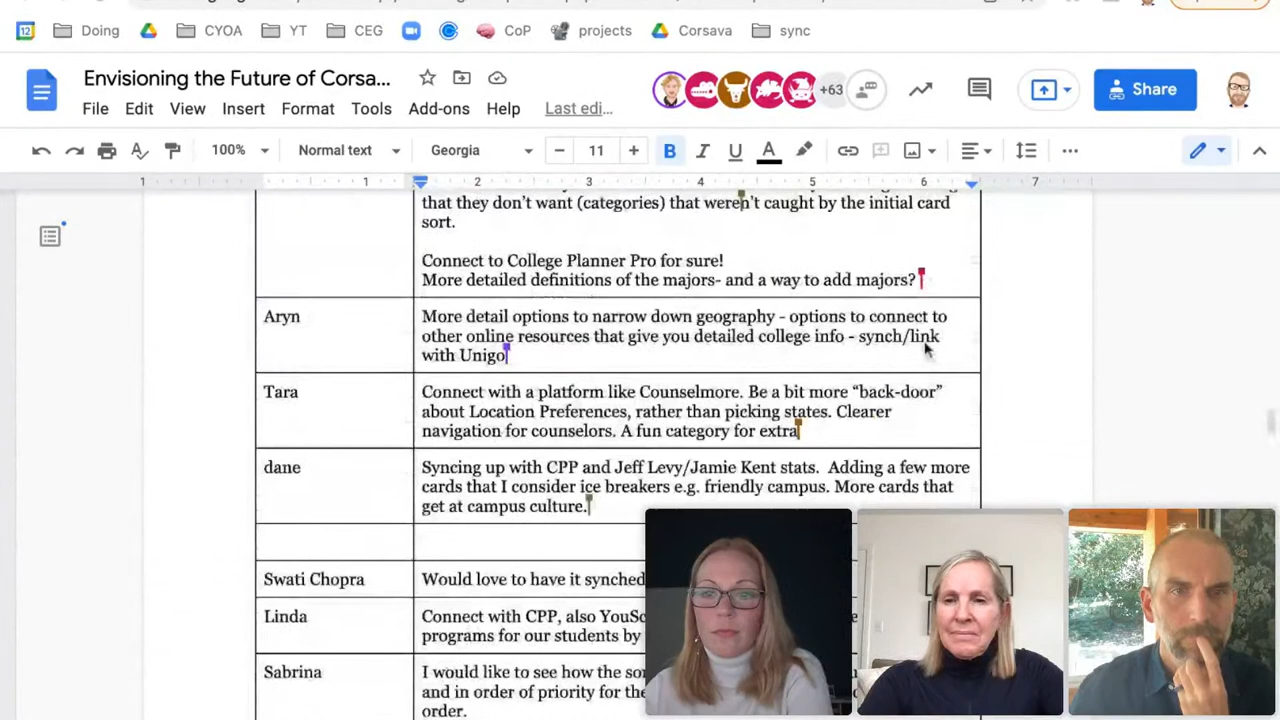 12 Doing CYOA YT CEG CoP projects Corsava sync
Envisioning the Future of Corsa...
+63 Share
File Edit View Insert Format Tools Add-ons Help Last edi...
100% Normal text Georgia 11 B I U A
1 1 2 3 4 5 6 7
that they don’t want (categories) that weren’t caught by the initial card
sort.
Connect to College Planner Pro for sure!
More detailed definitions of the majors- and a way to add majors?
Aryn
More detail options to narrow down geography - options to connect to
other online resources that give you detailed college info - synch/link
with Unigo
Tara
Connect with a platform like Counselmore. Be a bit more “back-door”
about Location Preferences, rather than picking states. Clearer
navigation for counselors. A fun category for extra
dane
Syncing up with CPP and Jeff Levy/Jamie Kent stats. Adding a few more
cards that I consider ice breakers e.g. friendly campus. More cards that
get at campus culture.
Swati Chopra
Would love to have it synched
Linda
Connect with CPP, also
programs for our students by
Sabrina
I would like to see how the
and in order of priority for the
order.